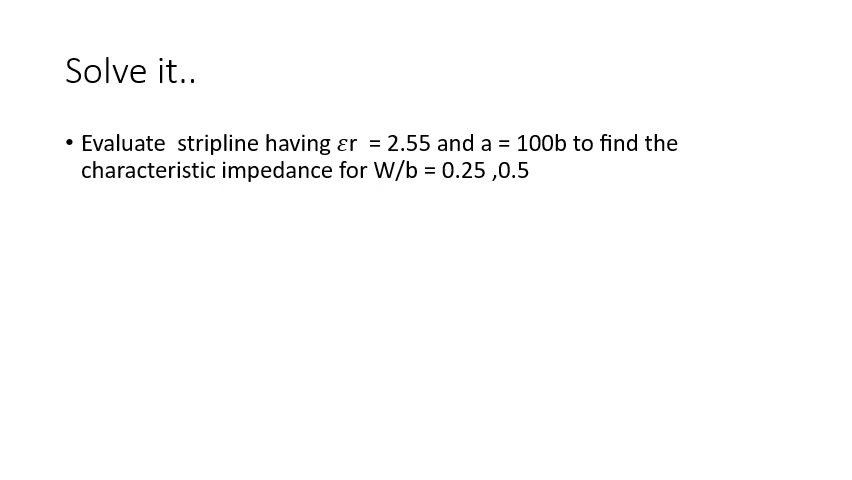 Solve it..
• Evaluate  stripline having 𝜀r  = 2.55 and a = 100b to find the
characteristic impedance for W/b = 0.25 ,0.5